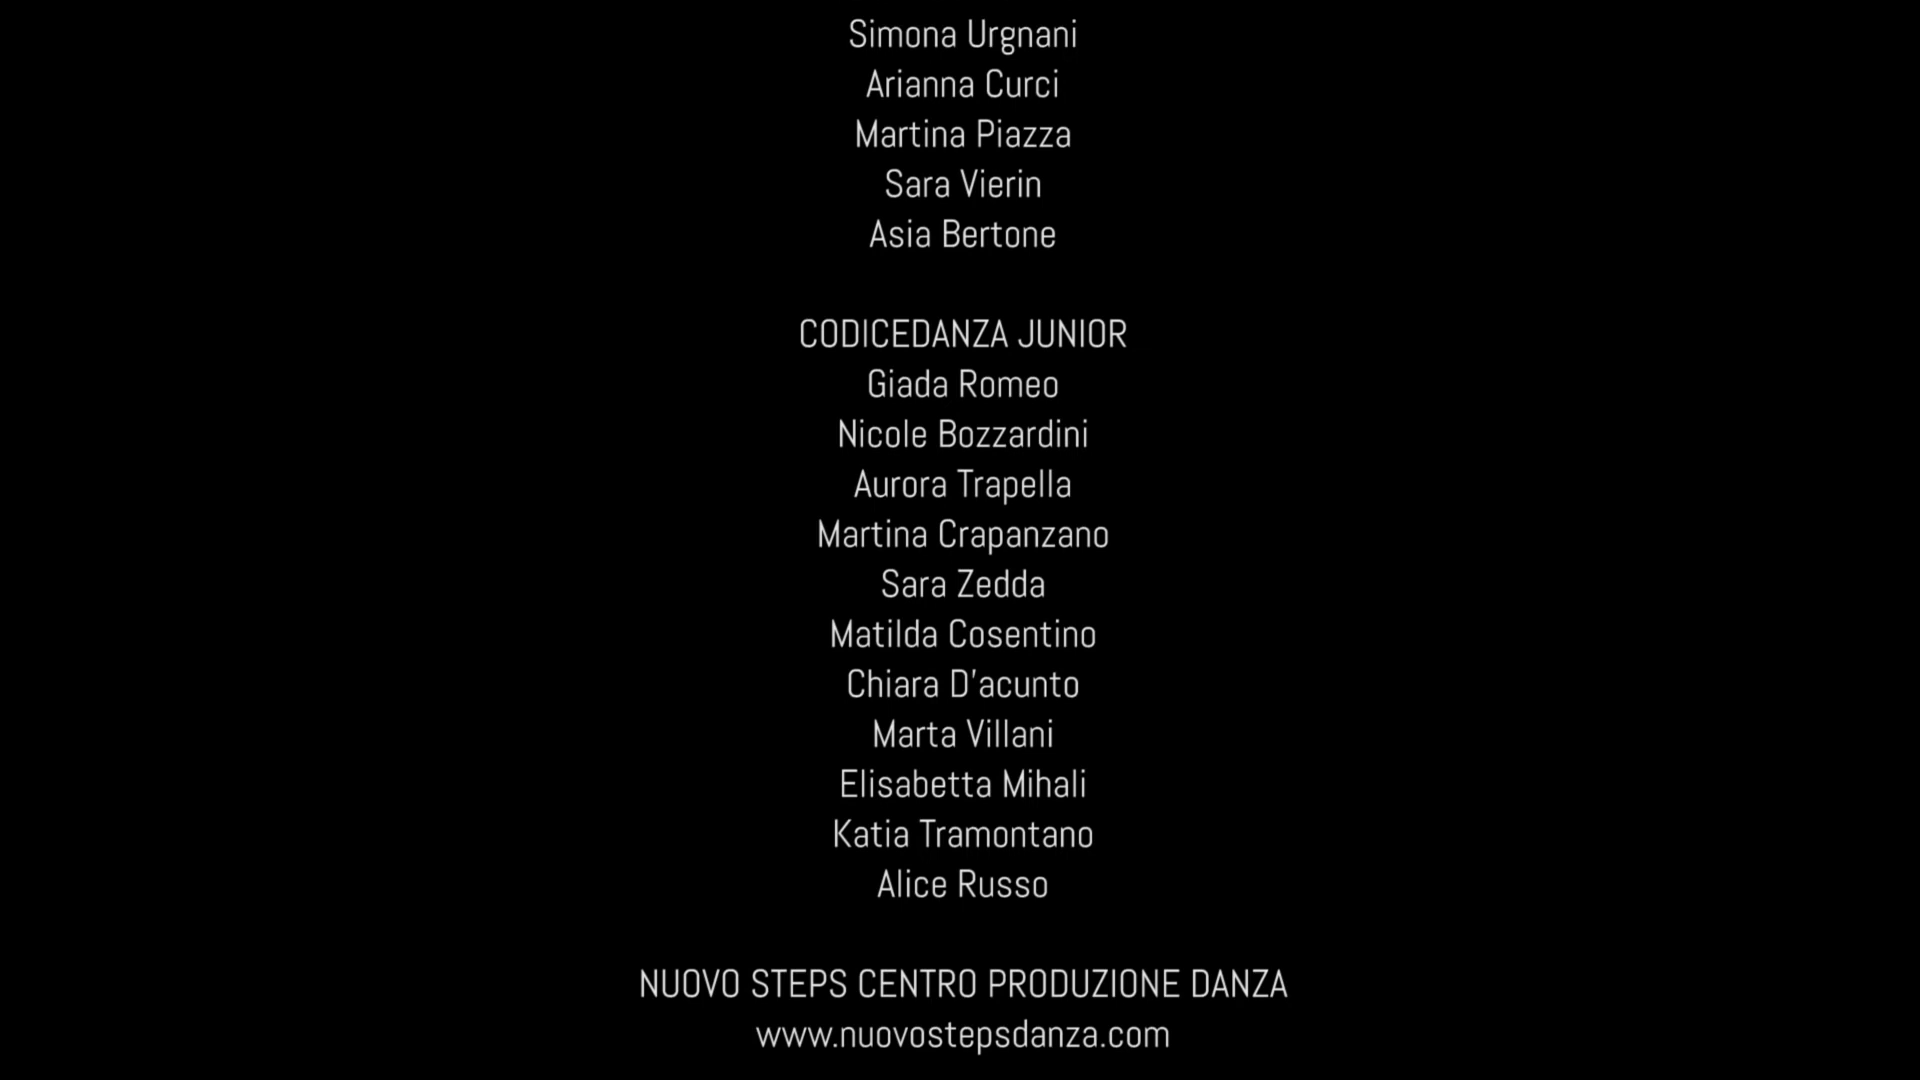 Simona Urgnani
Arianna Curci
Martina Piazza
Sara Vierin
Asia Bertone
CODICEDANZA JUNIOR
Giada Romeo
Nicole Bozzardini
Aurora Trapella
Martina Crapanzano
Sara Zedda
Matilda Cosentino
Chiara D'acunto
Marta Villani
Elisabetta Mihali
Katia Tramontano
Alice Russo
NUOVO STEPS CENTRO PRODUZIONE DANZA
www.nuovostepsdanza.com